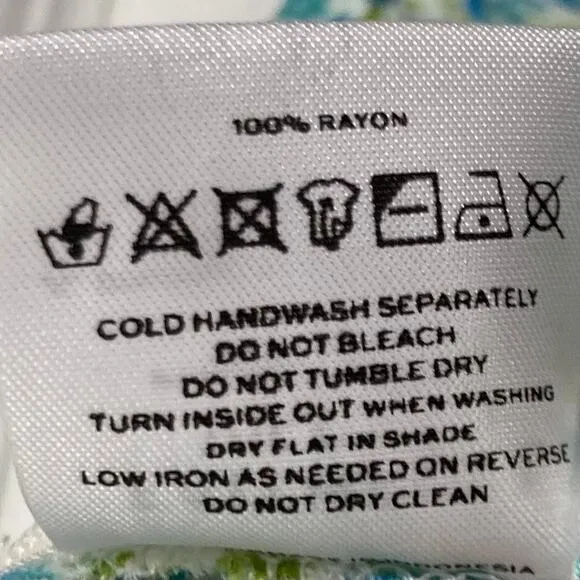 100% RAYON
COLD HANDWASH SEPARATELY
DO NOT BLEACH
DO NOT TUMBLE DRY
TURN INSIDE OUT WHEN WASHING
DRY FLAT IN SHADE
LOW IRON AS NEEDED ON REVERSE
DO NOT DRY CLEAN
INDONESIA